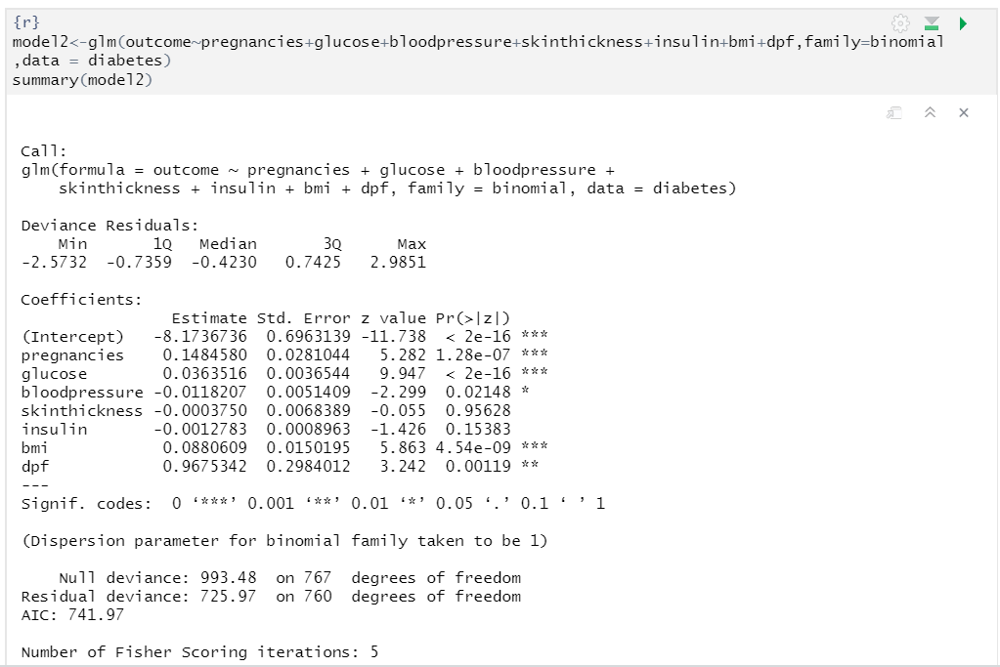 {r}
model2<-glm(outcome~pregnancies+glucose+bloodpressure+skinthickness+insulin+bmi+dpf,family=binomial
,data = diabetes)
summary(model2)
Call:
glm(formula = outcome ~ pregnancies + glucose + bloodpressure +
    skinthickness + insulin + bmi + dpf, family = binomial, data = diabetes)
Deviance Residuals:
    Min       1Q   Median       3Q      Max
-2.5732  -0.7359  -0.4230   0.7425   2.9851
Coefficients:
                Estimate Std. Error z value Pr(>|z|)
(Intercept)   -8.1736736  0.6963139 -11.738  < 2e-16 ***
pregnancies    0.1484580  0.0281044   5.282 1.28e-07 ***
glucose        0.0363516  0.0036544   9.947  < 2e-16 ***
bloodpressure -0.0118207  0.0051409  -2.299  0.02148 *
skinthickness -0.0003750  0.0068389  -0.055  0.95628
insulin       -0.0012783  0.0008963  -1.426  0.15383
bmi            0.0880609  0.0150195   5.863 4.54e-09 ***
dpf            0.9675342  0.2984012   3.242  0.00119 **
---
Signif. codes:  0 ‘***’ 0.001 ‘**’ 0.01 ‘*’ 0.05 ‘.’ 0.1 ‘ ’ 1
(Dispersion parameter for binomial family taken to be 1)
    Null deviance: 993.48  on 767  degrees of freedom
Residual deviance: 725.97  on 760  degrees of freedom
AIC: 741.97
Number of Fisher Scoring iterations: 5